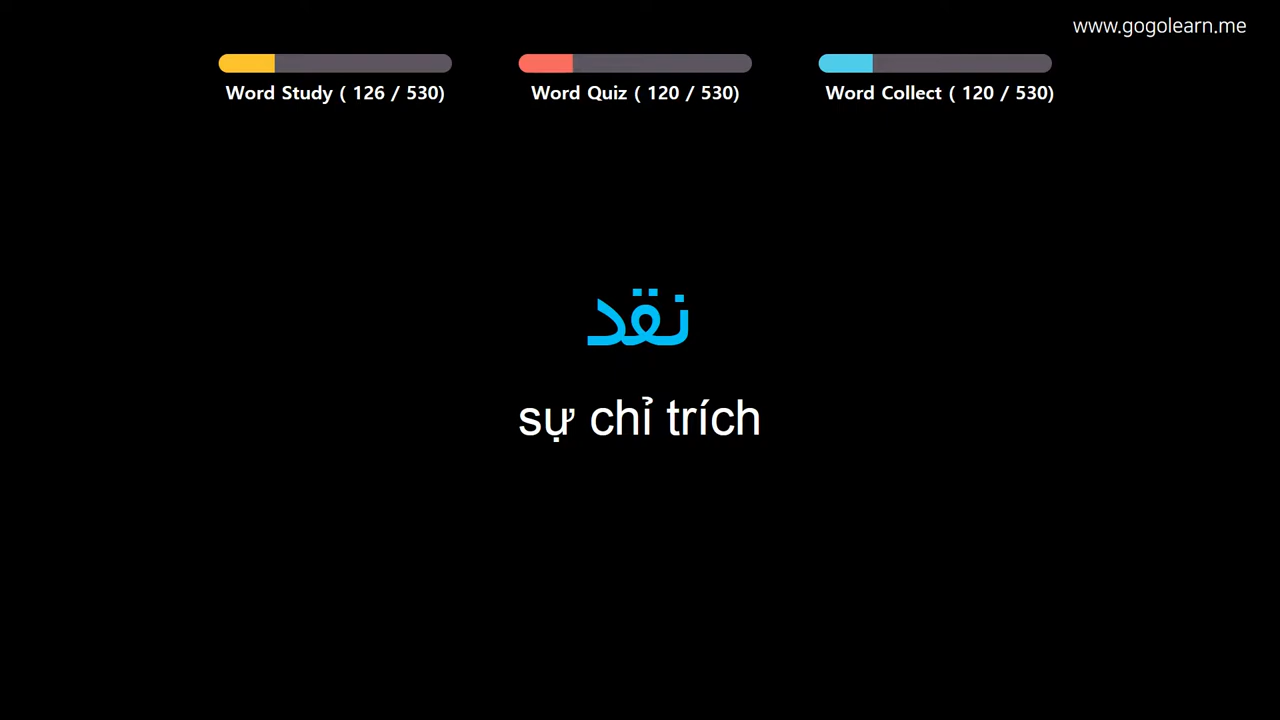 www.gogolearn.me
Word Study ( 126 / 530)
Word Quiz ( 120 / 530)
Word Collect ( 120 / 530)
نقد
sự chỉ trích